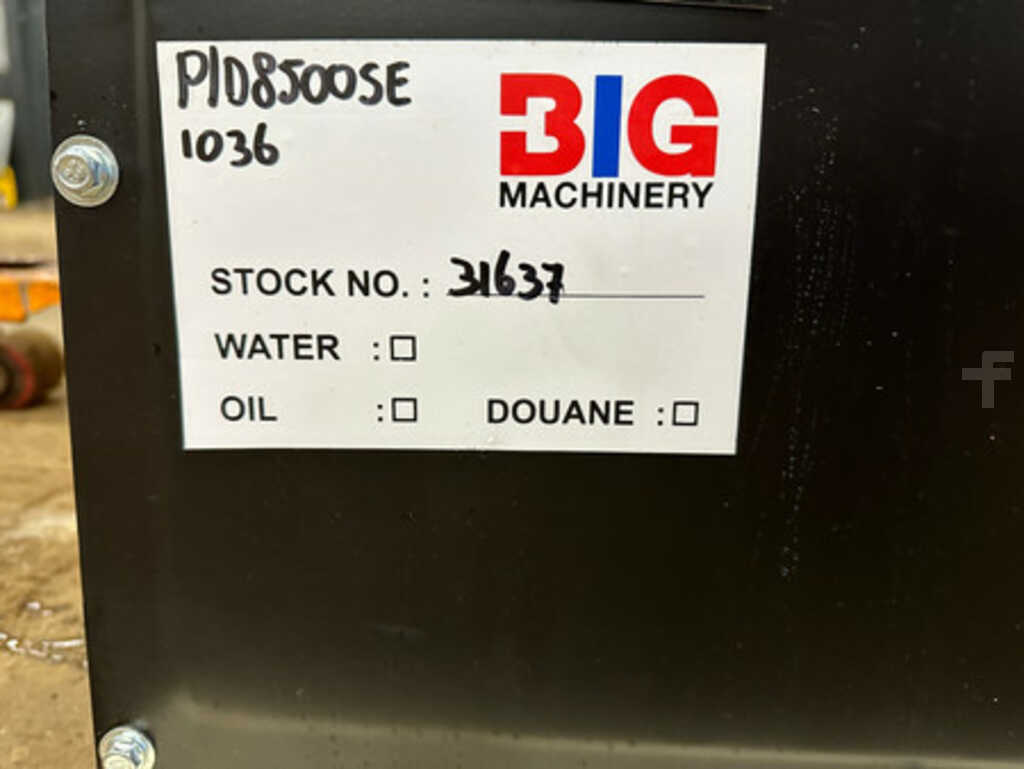 PID8500SE
1036
BIG
MACHINERY
STOCK NO. : 31637
WATER : ☐
OIL : ☐ DOUANE : ☐